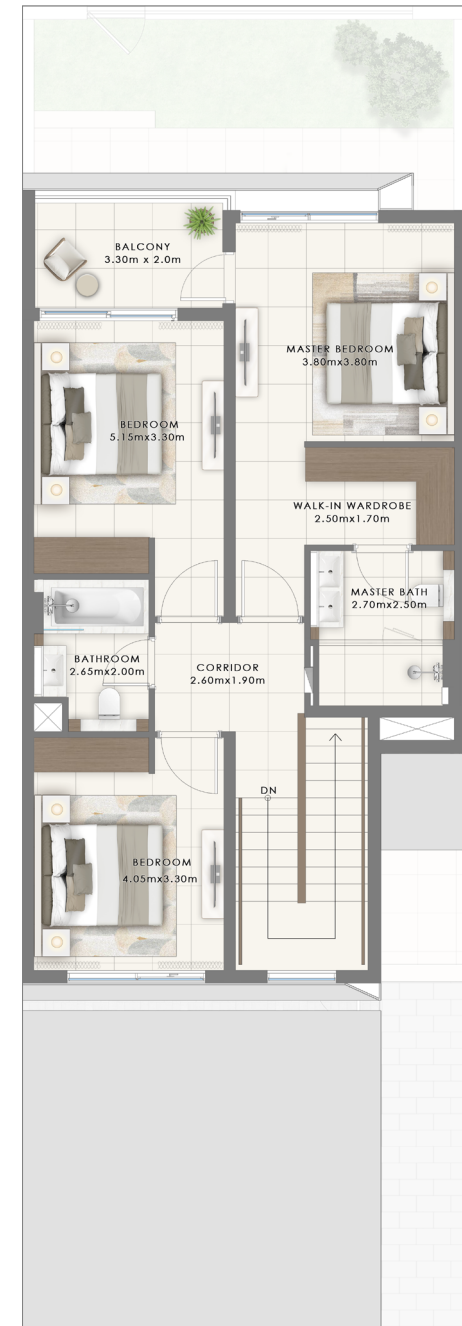 BALCONY
3.30m x 2.0m
MASTER BEDROOM
3.80mx3.80m
BEDROOM
5.15mx3.30m
WALK-IN WARDROBE
2.50mx1.70m
MASTER BATH
2.70mx2.50m
BATHROOM
2.65mx2.00m
CORRIDOR
2.60mx1.90m
DN
BEDROOM
4.05mx3.30m